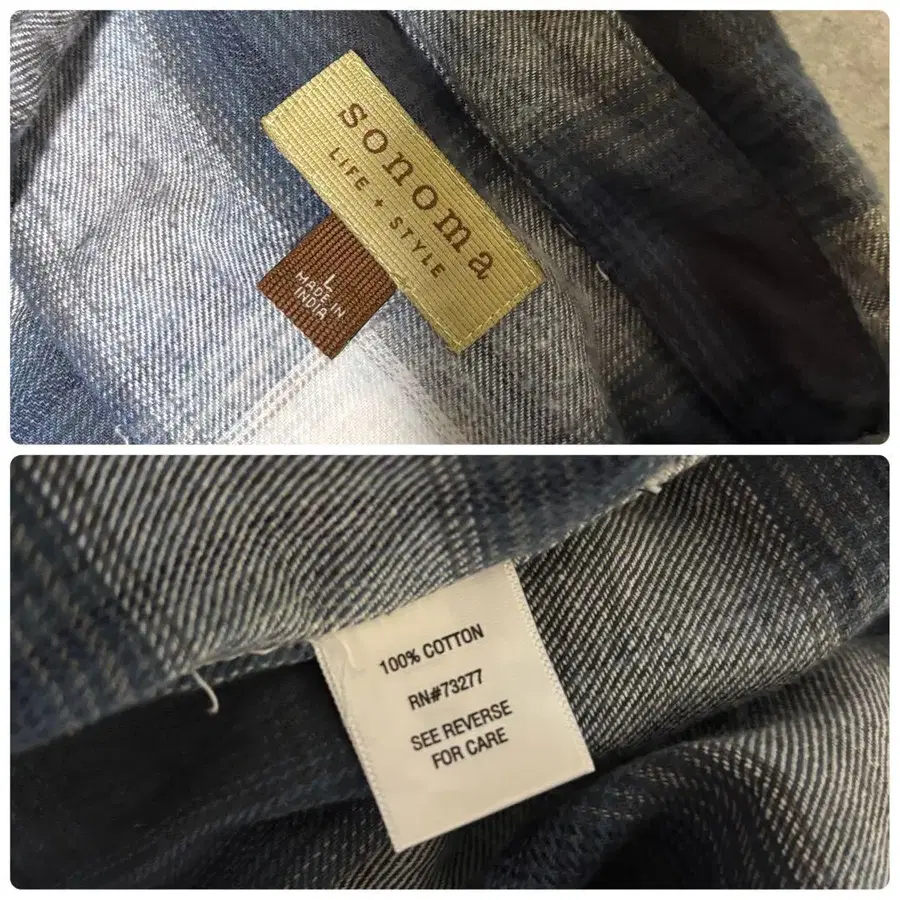 sonoma
LIFE + STYLE
L
MADE IN
INDIA
100% COTTON
RN#73277
SEE REVERSE
FOR CARE